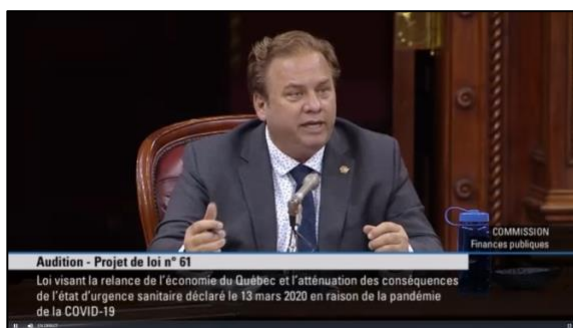 COMMISSION
Finances publiques
Audition - Projet de loi n° 61
Loi visant la relance de l'économie du Québec et l'atténuation des conséquences
de l'état d'urgence sanitaire déclaré le 13 mars 2020 en raison de la pandémie
de la COVID-19
EN DIRECT